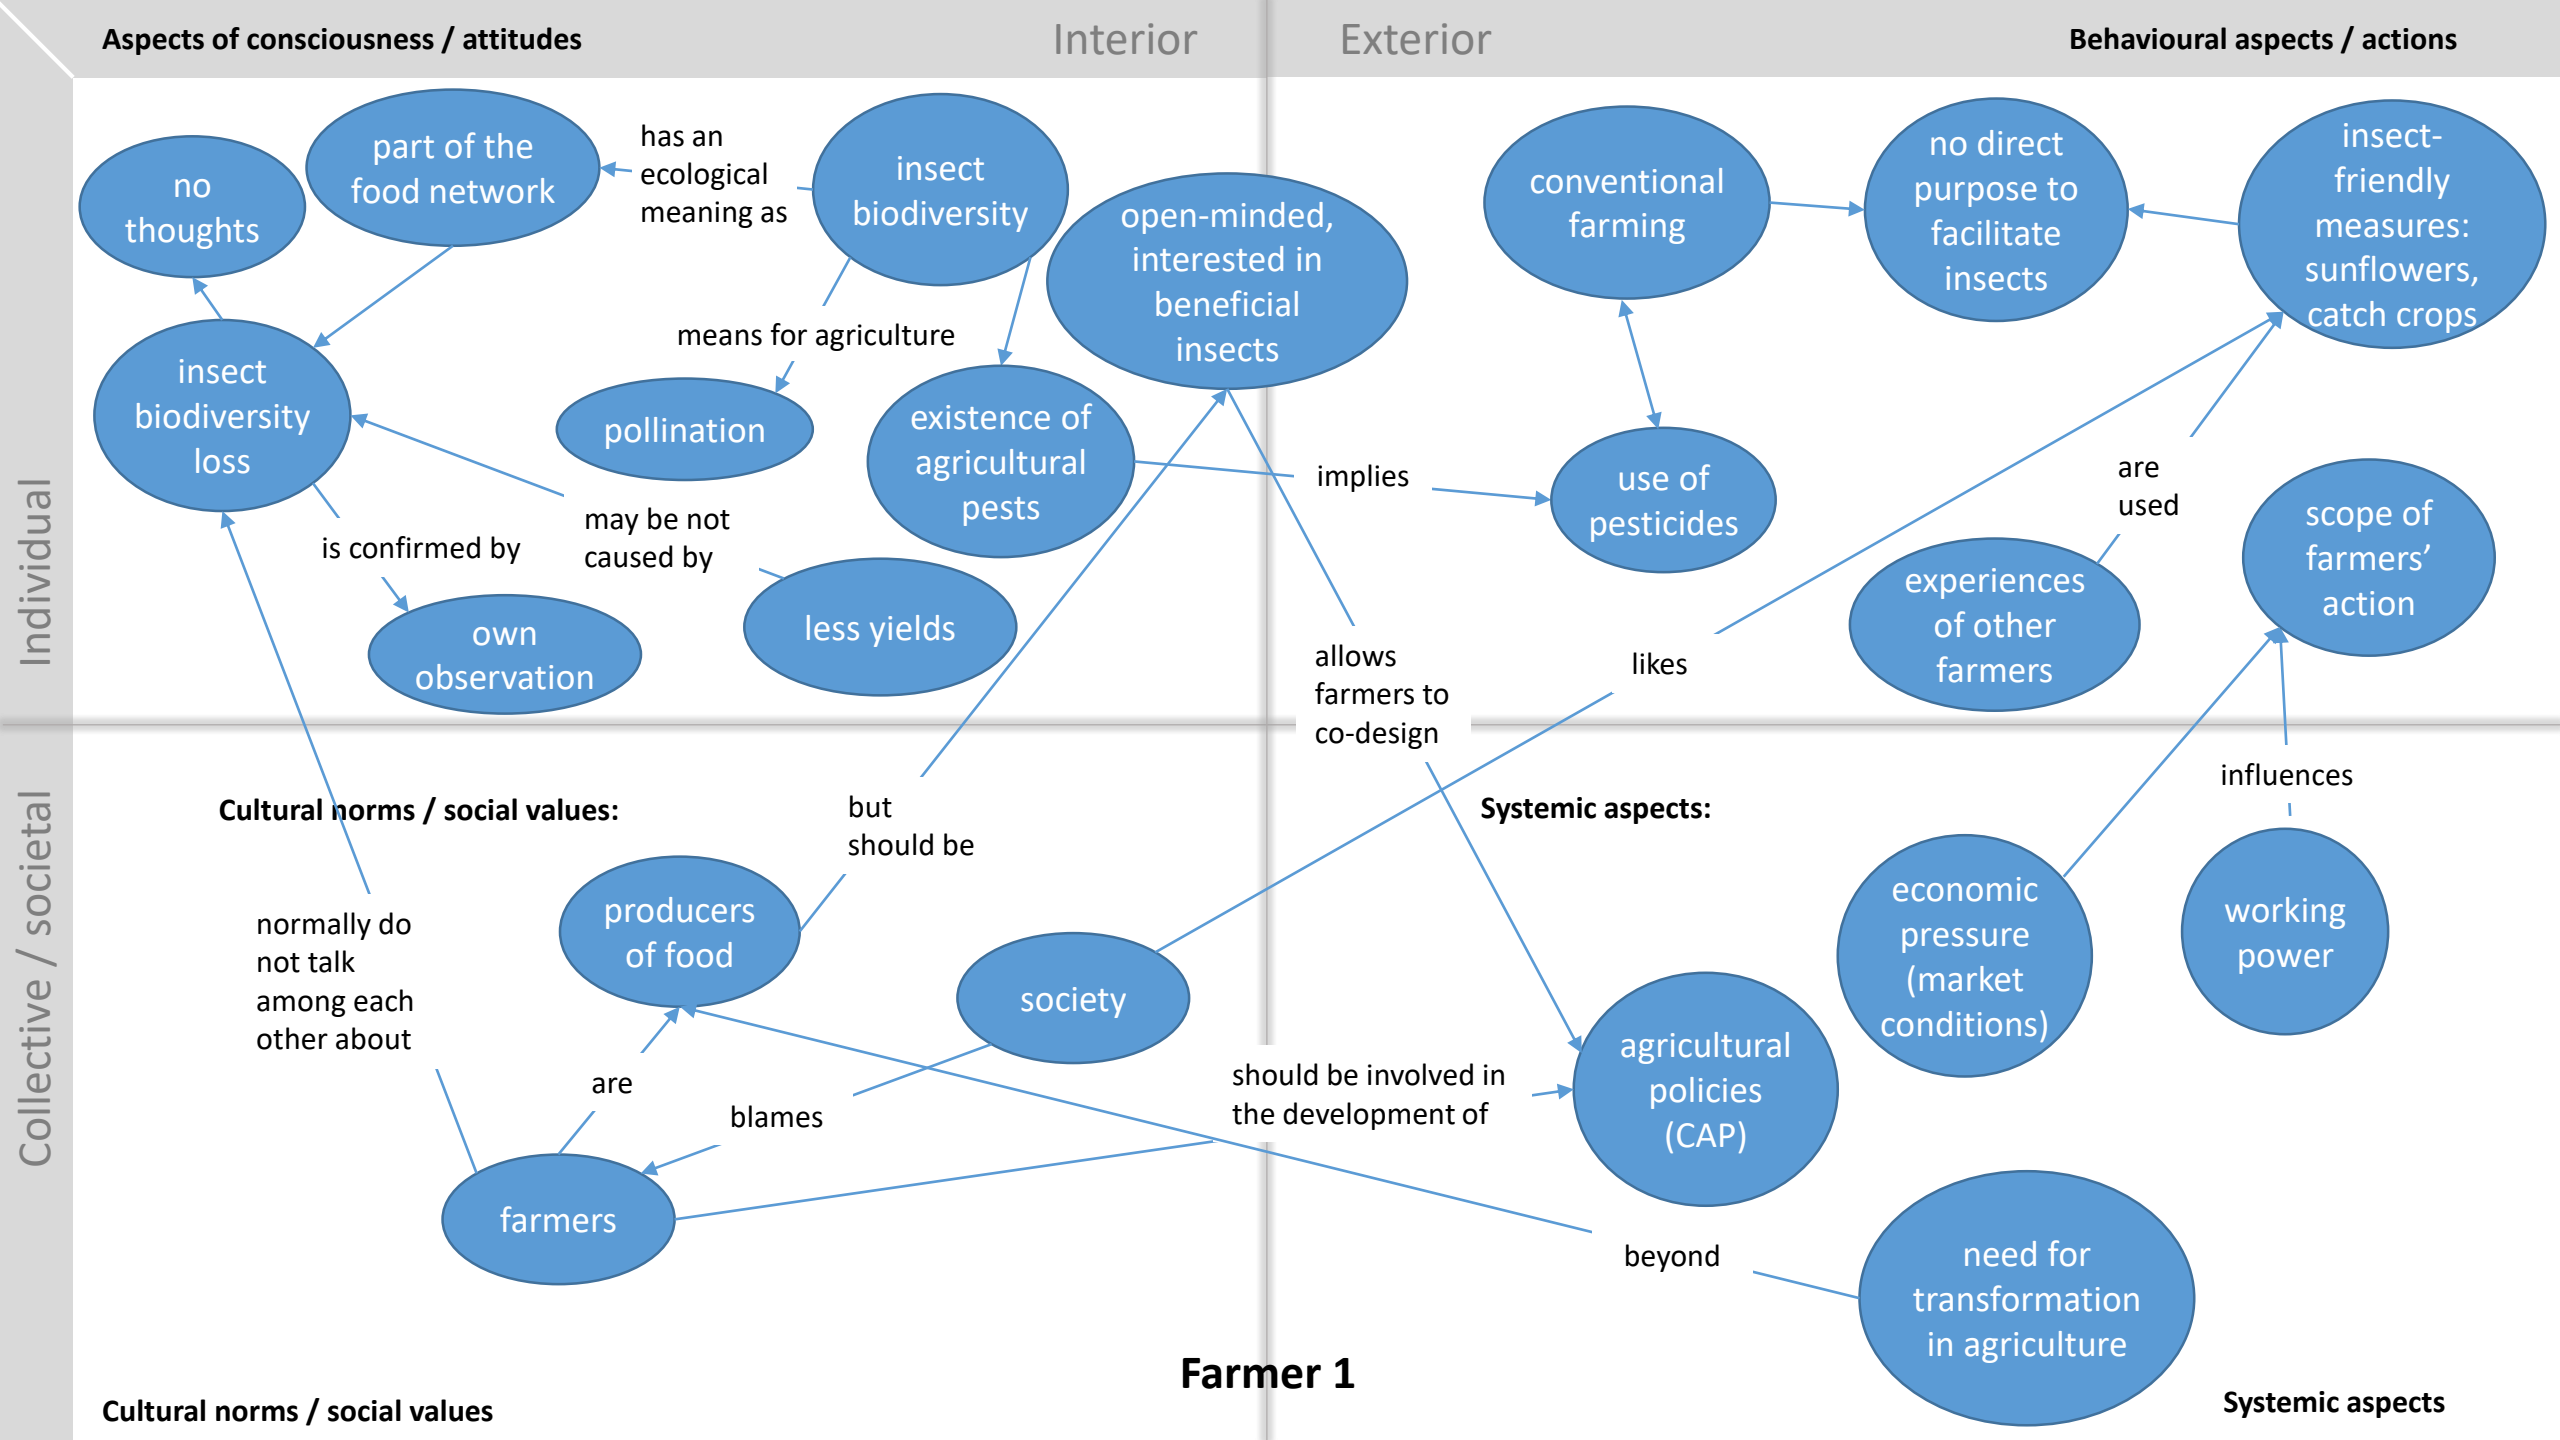 Aspects of consciousness / attitudes
Interior
Exterior
Behavioural aspects / actions
Individual
Collective / societal
no
thoughts
part of the
food network
has an
ecological
meaning as
insect
biodiversity
open-minded,
interested in
beneficial
insects
means for agriculture
insect
biodiversity
loss
pollination
existence of
agricultural
pests
may be not
caused by
is confirmed by
own
observation
less yields
conventional
farming
no direct
purpose to
facilitate
insects
insect-
friendly
measures:
sunflowers,
catch crops
implies
use of
pesticides
are
used
experiences
of other
farmers
scope of
farmers’
action
allows
farmers to
co-design
likes
Cultural norms / social values:
but
should be
normally do
not talk
among each
other about
producers
of food
society
are
blames
farmers
should be involved in
the development of
Systemic aspects:
influences
economic
pressure
(market
conditions)
working
power
agricultural
policies
(CAP)
beyond
need for
transformation
in agriculture
Farmer 1
Cultural norms / social values
Systemic aspects